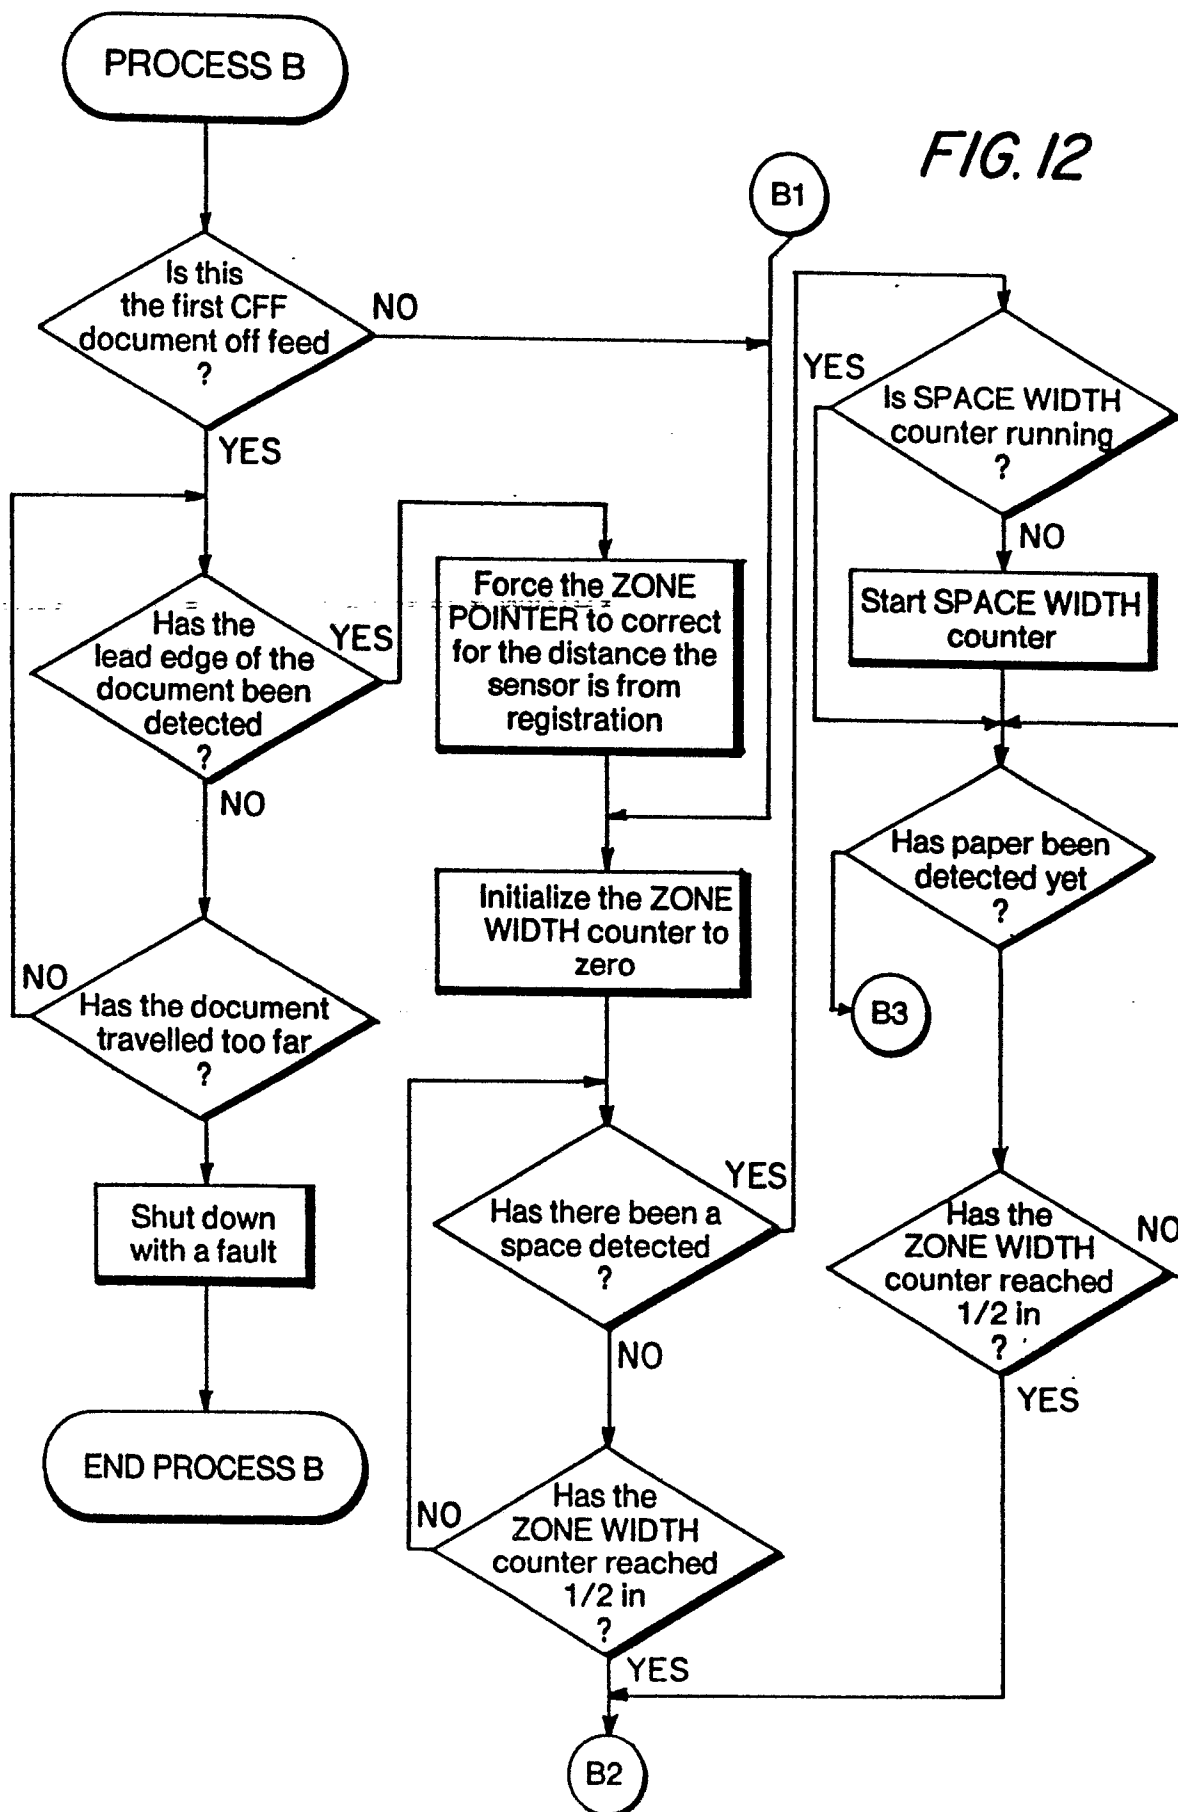 PROCESS B
FIG. 12
B1
Is this
the first CFF
document off feed
?
NO
YES
Has the
lead edge of the
document been
detected
?
YES
NO
Has the document
travelled too far
?
NO
Shut down
with a fault
END PROCESS B
Force the ZONE
POINTER to correct
for the distance the
sensor is from
registration
Initialize the ZONE
WIDTH counter to
zero
Has there been a
space detected
?
YES
NO
Has the
ZONE WIDTH
counter reached
1/2 in
?
NO
YES
B2
Is SPACE WIDTH
counter running
?
YES
NO
Start SPACE WIDTH
counter
Has paper been
detected yet
?
B3
Has the
ZONE WIDTH
counter reached
1/2 in
?
NO
YES